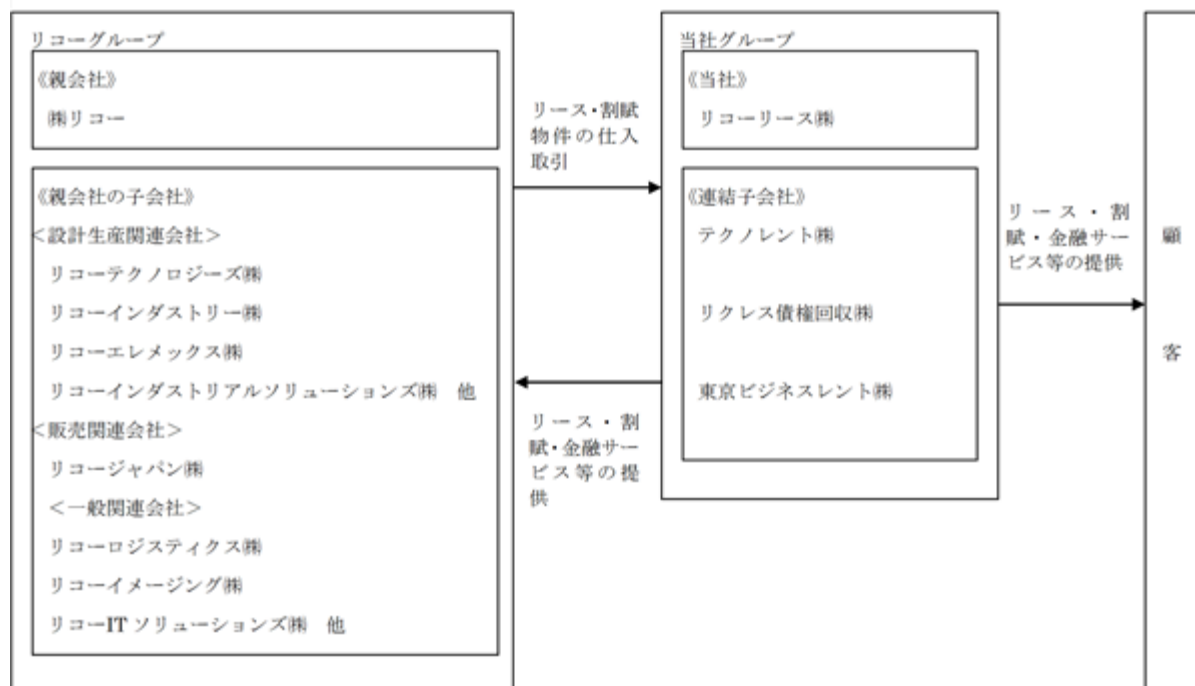 リコーグループ
《親会社》
㈱リコー
《親会社の子会社》
＜設計生産関連会社＞
リコーテクノロジーズ㈱
リコーインダストリー㈱
リコーエレメックス㈱
リコーインダストリアルソリューションズ㈱　他
＜販売関連会社＞
リコージャパン㈱
＜一般関連会社＞
リコーロジスティクス㈱
リコーイメージング㈱
リコーITソリューションズ㈱　他
リース・割賦
物件の仕入
取引
リース・割
賦・金融サー
ビス等の提
供
当社グループ
《当社》
リコーリース㈱
《連結子会社》
テクノレント㈱
リクレス債権回収㈱
東京ビジネスレント㈱
リース・割
賦・金融サー
ビス等の提供
顧
客